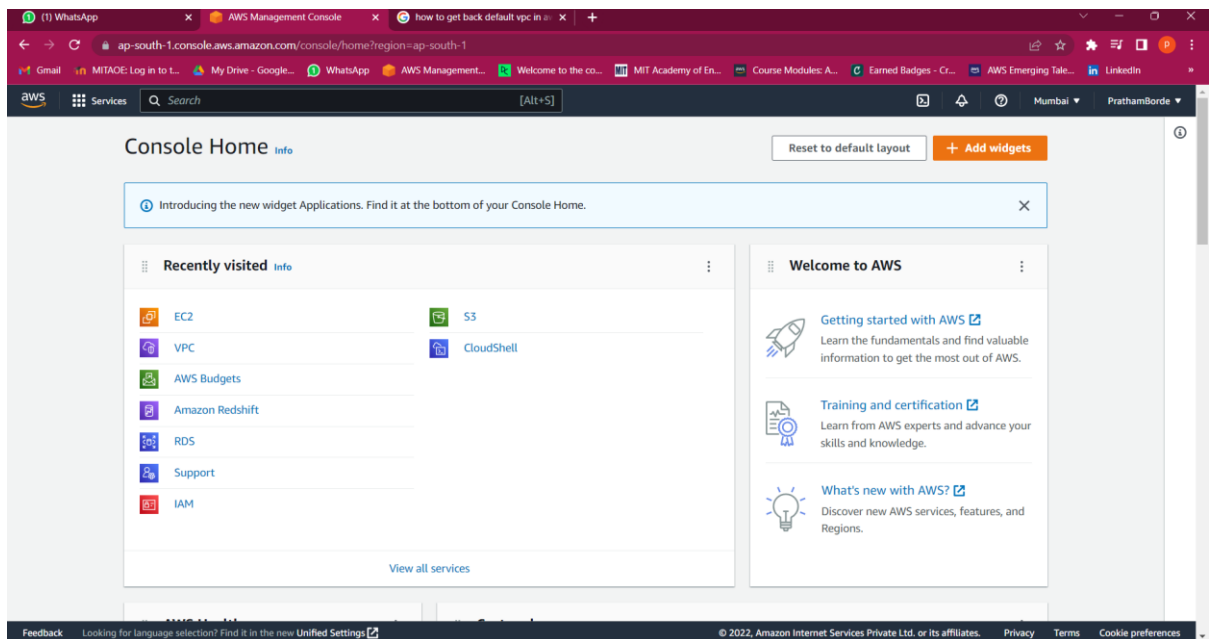 (1) WhatsApp
AWS Management Console
how to get back default vpc in a
ap-south-1.console.aws.amazon.com/console/home?region=ap-south-1
P
Gmail
MITAOE: Log in to t...
My Drive - Google...
WhatsApp
AWS Management...
Welcome to the co...
MIT Academy of En...
Course Modules: A...
Earned Badges - Cr...
AWS Emerging Tale...
LinkedIn
»
aws
Services
Search
[Alt+S]
Mumbai
PrathamBorde
Console Home Info
Reset to default layout
+ Add widgets
Introducing the new widget Applications. Find it at the bottom of your Console Home.
Recently visited Info
EC2
VPC
AWS Budgets
Amazon Redshift
RDS
Support
IAM
S3
CloudShell
View all services
Welcome to AWS
Getting started with AWS
Learn the fundamentals and find valuable
information to get the most out of AWS.
Training and certification
Learn from AWS experts and advance your
skills and knowledge.
What's new with AWS?
Discover new AWS services, features, and
Regions.
Feedback
Looking for language selection? Find it in the new Unified Settings
© 2022, Amazon Internet Services Private Ltd. or its affiliates.
Privacy
Terms
Cookie preferences